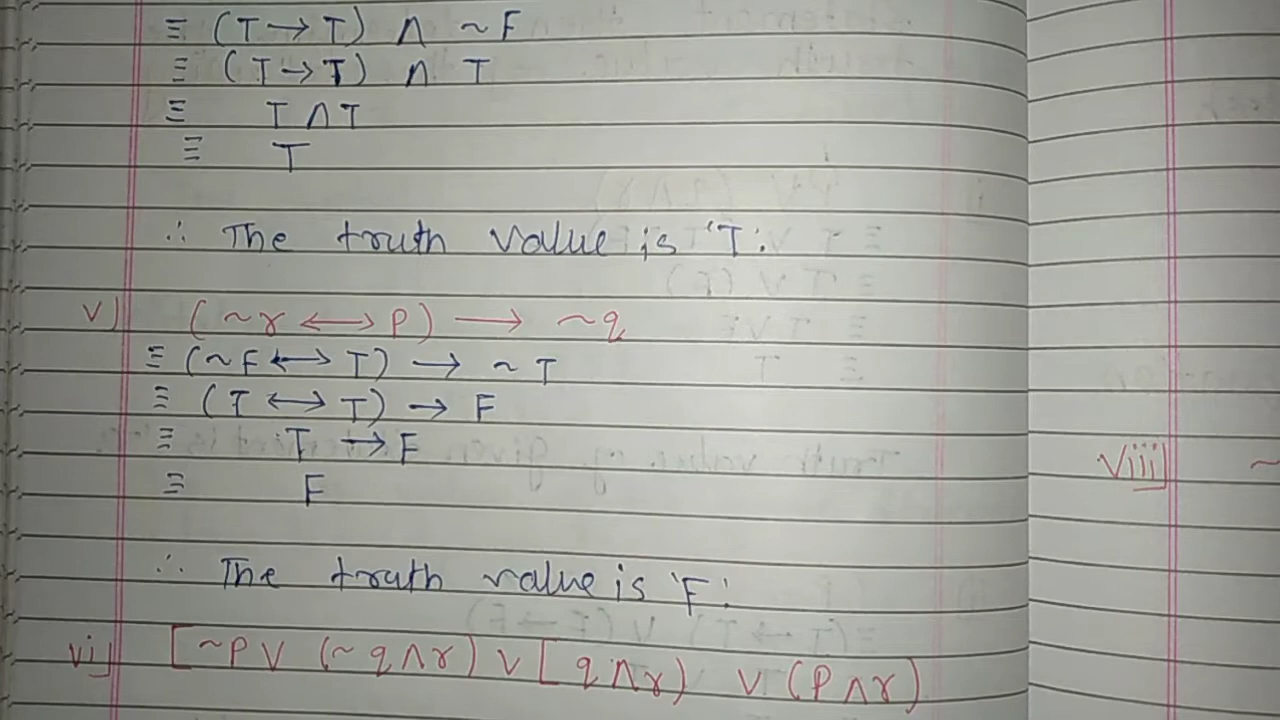 ≡ (T → T) ∧ ~F
≡ (T → T) ∧ T
≡ T ∧ T
≡ T
∴ The truth value is 'T'.
v) (~r ⟷ p) ⟶ ~q
≡ (~F ⟷ T) → ~T
≡ (T ⟷ T) → F
≡ T → F
≡ F
∴ The truth value is 'F'.
vi) [~p ∨ (~q ∧ r) ∨ [q ∧ r) ∨ (p ∧ r)
viii] ~